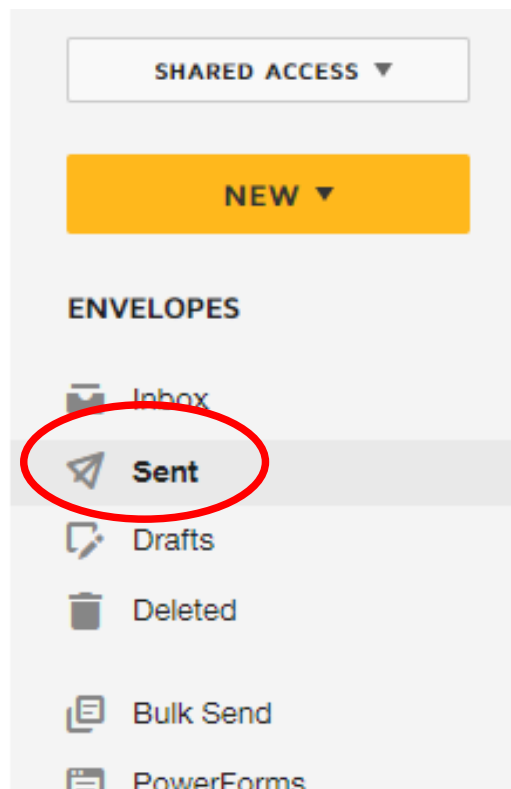 SHARED ACCESS
NEW
ENVELOPES
Inbox
Sent
Drafts
Deleted
Bulk Send
PowerForms